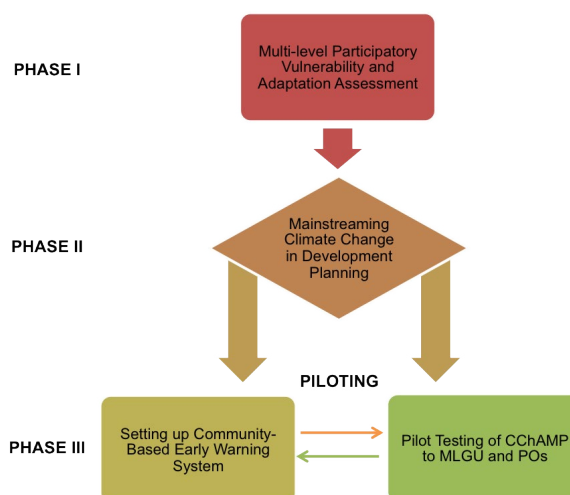 PHASE I
Multi-level Participatory
Vulnerability and
Adaptation Assessment
PHASE II
Mainstreaming
Climate Change
in Development
Planning
PILOTING
PHASE III
Setting up Community-
Based Early Warning
System
Pilot Testing of CChAMP
to MLGU and POs